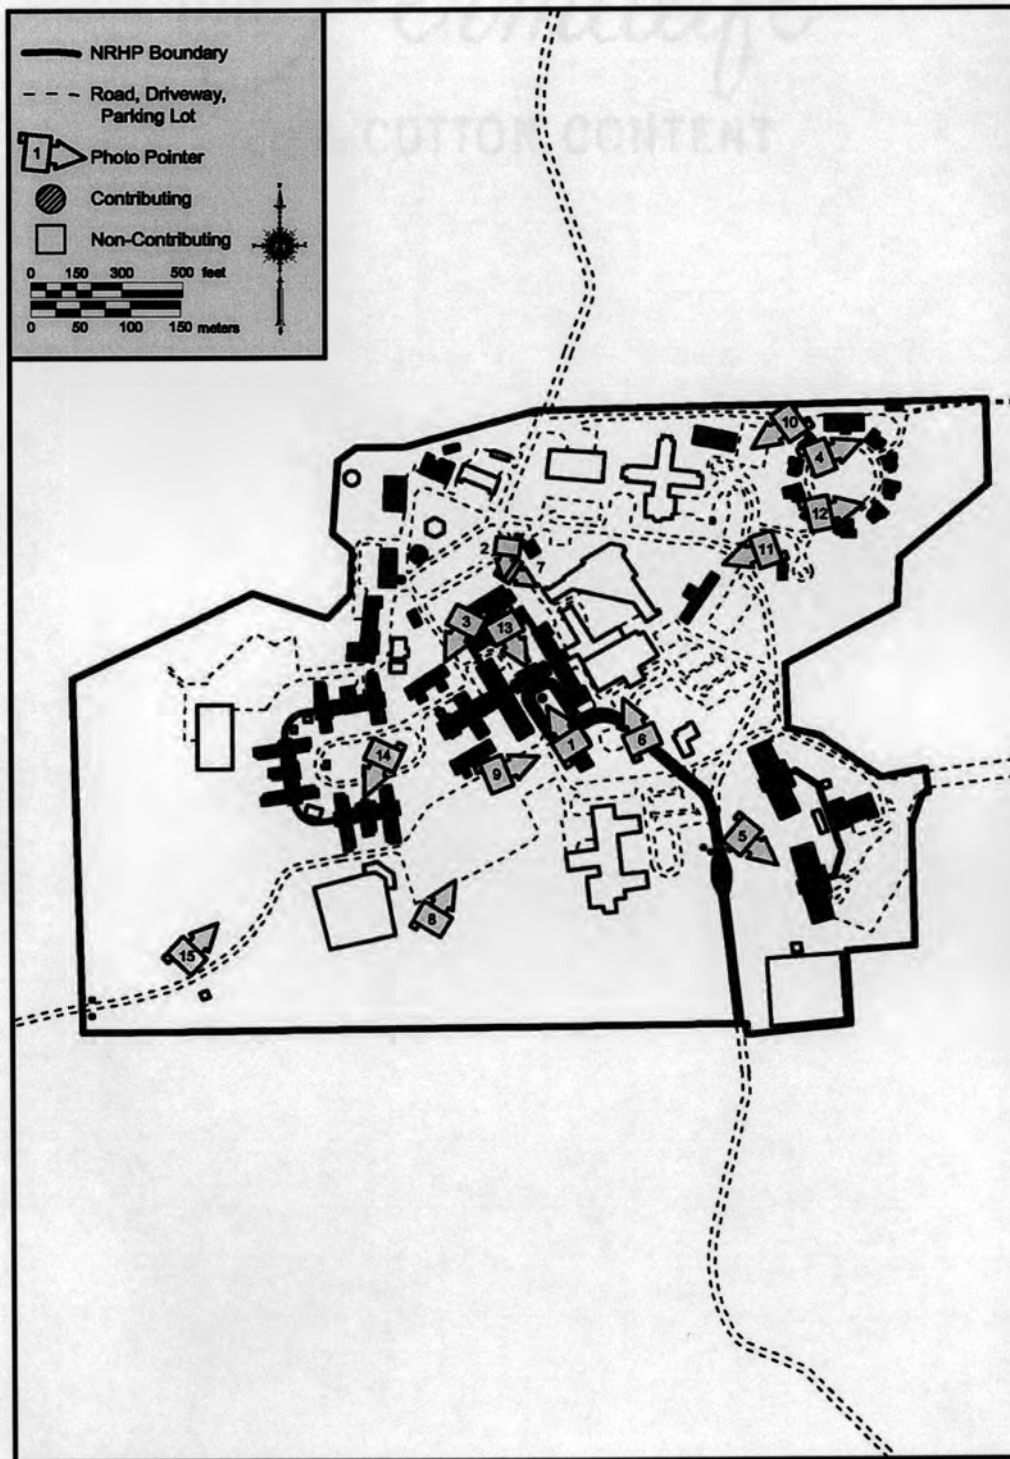 COTTON CONTENT
NRHP Boundary
Road, Driveway,
Parking Lot
1
Photo Pointer
Contributing
Non-Contributing
0 150 300 500 feet
0 50 100 150 meters
10
4
12
11
2
7
3
13
1
6
14
9
5
8
15